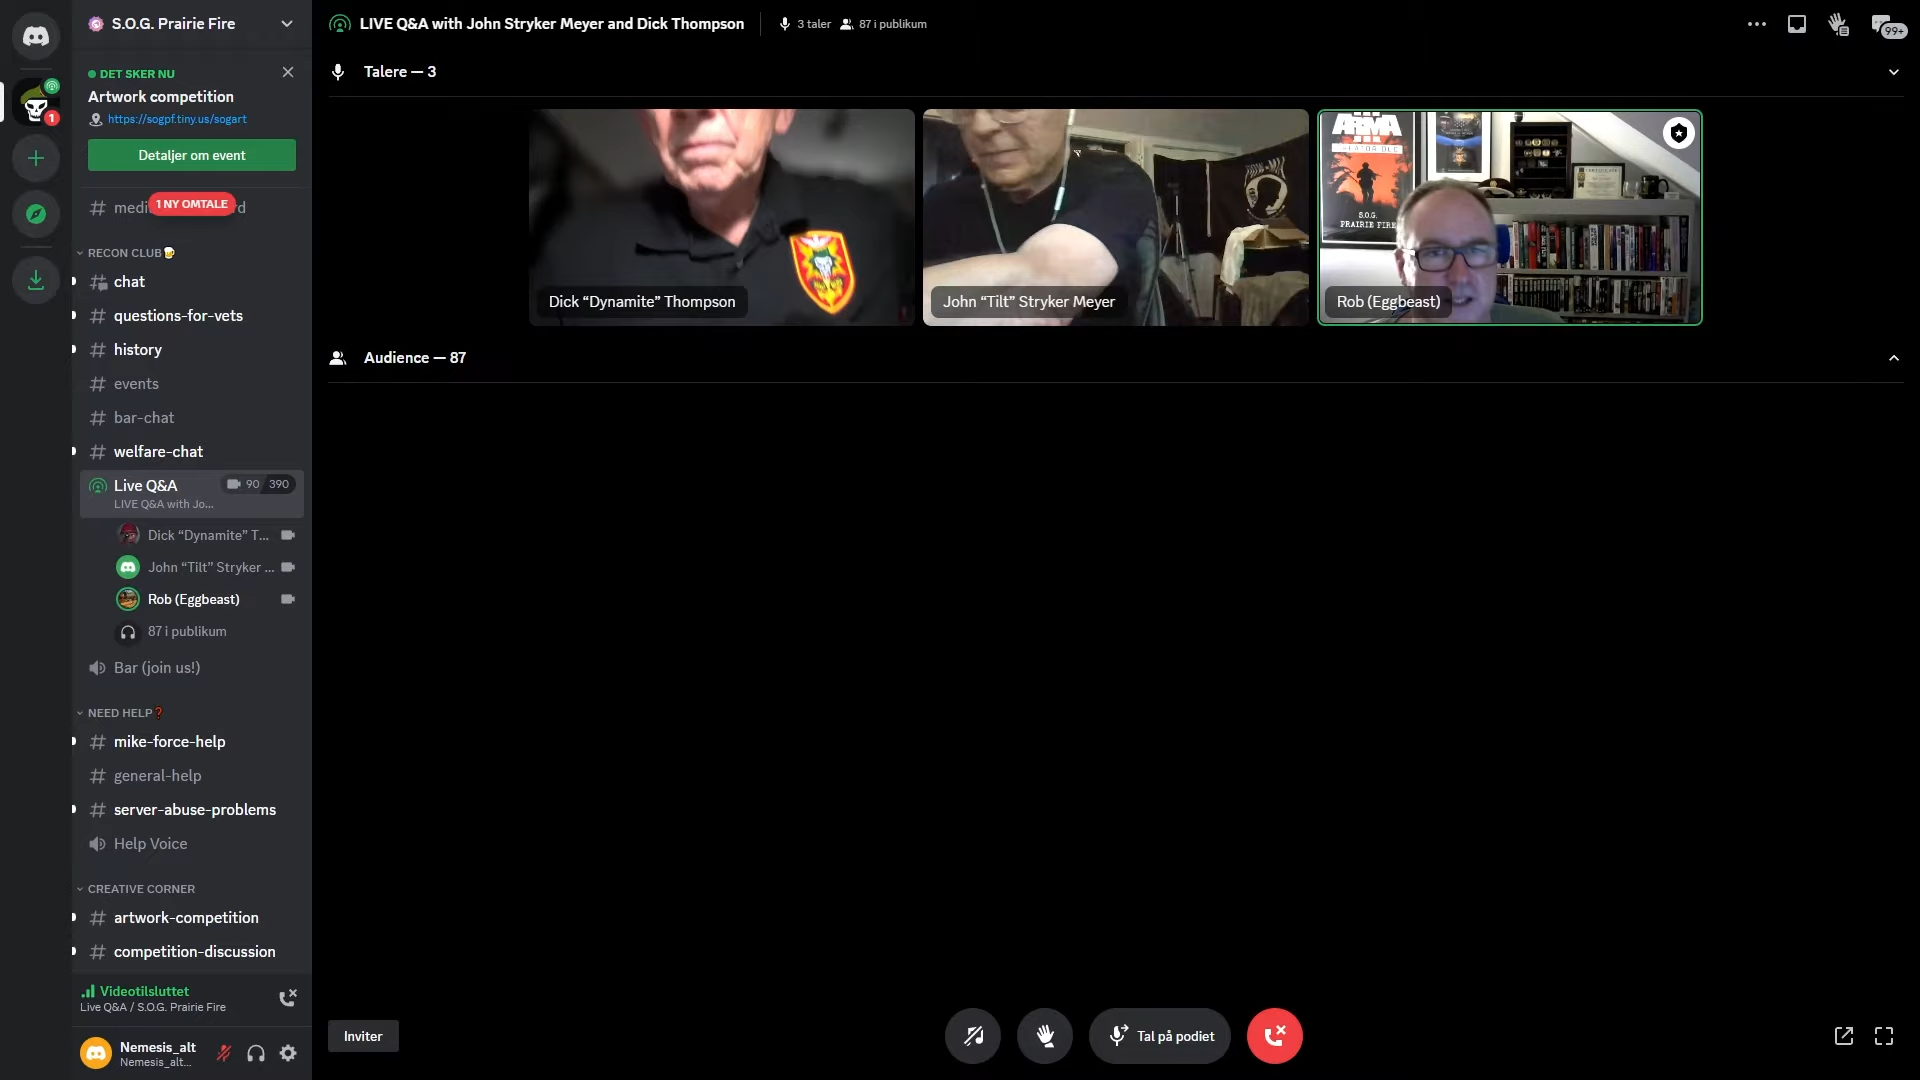 S.O.G. Prairie Fire
DET SKER NU
Artwork competition
https://sogpf.tiny.us/sogart
Detaljer om event
1 NY OMTALE
RECON CLUB
chat
questions-for-vets
history
events
bar-chat
welfare-chat
Live Q&A
90 390
LIVE Q&A with Jo...
Dick “Dynamite” T...
John “Tilt” Stryker ...
Rob (Eggbeast)
87 i publikum
Bar (join us!)
NEED HELP❓
mike-force-help
general-help
server-abuse-problems
Help Voice
CREATIVE CORNER
artwork-competition
competition-discussion
Videotilsluttet
Live Q&A / S.O.G. Prairie Fire
Nemesis_alt
Nemesis_alt...
LIVE Q&A with John Stryker Meyer and Dick Thompson
3 taler
87 i publikum
99+
Talere — 3
Dick “Dynamite” Thompson
John “Tilt” Stryker Meyer
ARMA
S.O.G.
PRAIRIE FIRE
Rob (Eggbeast)
Audience — 87
Inviter
Tal på podiet